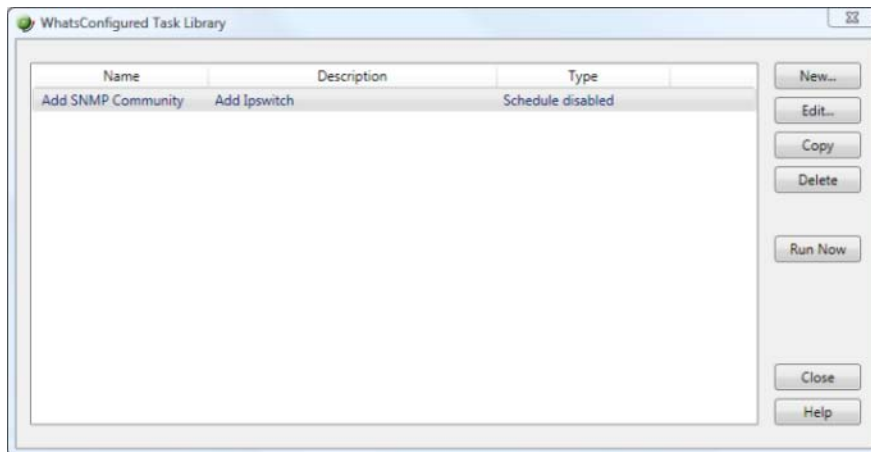 WhatsConfigured Task Library
Name Description Type
Add SNMP Community Add Ipswitch Schedule disabled
New...
Edit...
Copy
Delete
Run Now
Close
Help